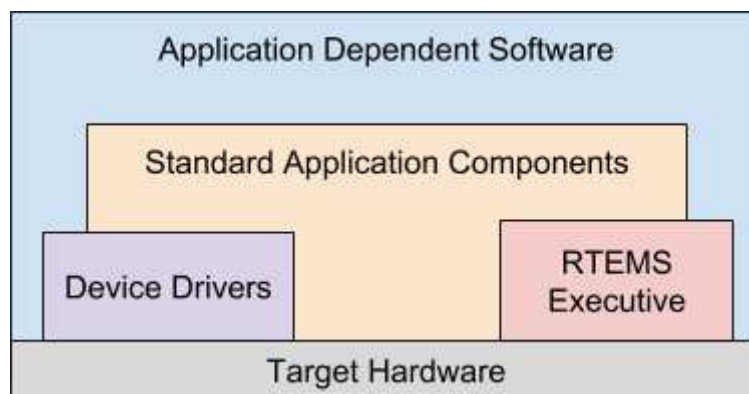 Application Dependent Software
Standard Application Components
Device Drivers
RTEMS
Executive
Target Hardware